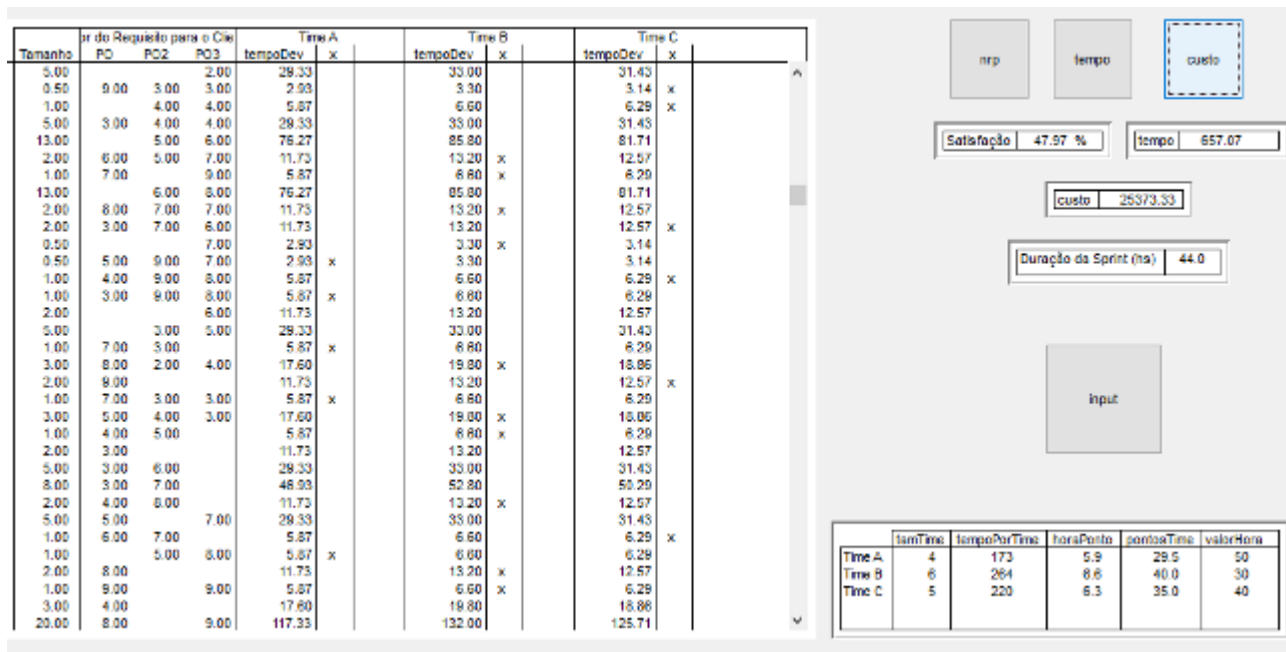 or do Requisito para o Clie Time A Time B Time C
Tamanho PO PO2 PO3 tempoDev x tempoDev x tempoDev x
5.00 2.00 29.33 33.00 31.43
0.50 9.00 3.00 3.00 2.93 3.30 3.14 x
1.00 4.00 4.00 5.87 6.60 6.29 x
5.00 3.00 4.00 4.00 29.33 33.00 31.43
13.00 5.00 6.00 76.27 85.80 81.71
2.00 6.00 5.00 7.00 11.73 13.20 x 12.57
1.00 7.00 9.00 5.87 6.60 x 6.29
13.00 6.00 8.00 76.27 85.80 81.71
2.00 8.00 7.00 7.00 11.73 13.20 x 12.57
2.00 3.00 7.00 6.00 11.73 13.20 12.57 x
0.50 7.00 2.93 3.30 x 3.14
0.50 5.00 9.00 7.00 2.93 x 3.30 3.14
1.00 4.00 9.00 8.00 5.87 6.60 6.29 x
1.00 3.00 9.00 8.00 5.87 x 6.60 6.29
2.00 6.00 11.73 13.20 12.57
5.00 3.00 5.00 29.33 33.00 31.43
1.00 7.00 3.00 5.87 x 6.60 6.29
3.00 8.00 2.00 4.00 17.60 19.80 x 18.86
2.00 9.00 11.73 13.20 12.57 x
1.00 7.00 3.00 3.00 5.87 x 6.60 6.29
3.00 5.00 4.00 3.00 17.60 19.80 x 18.86
1.00 4.00 5.00 5.87 6.60 x 6.29
2.00 3.00 11.73 13.20 12.57
5.00 3.00 6.00 29.33 33.00 31.43
8.00 3.00 7.00 46.93 52.80 50.29
2.00 4.00 8.00 11.73 13.20 x 12.57
5.00 5.00 7.00 29.33 33.00 31.43
1.00 6.00 7.00 5.87 6.60 6.29 x
1.00 5.00 8.00 5.87 x 6.60 6.29
2.00 8.00 11.73 13.20 x 12.57
1.00 9.00 9.00 5.87 6.60 x 6.29
3.00 4.00 17.60 19.80 18.86
20.00 8.00 9.00 117.33 132.00 125.71
nrp tempo custo
Satisfação 47.97 % tempo 657.07
custo 25373.33
Duração da Sprint (hs) 44.0
input
tamTime tempoPorTime horaPonto pontosTime valorHora
Time A 4 173 5.9 29.5 50
Time B 6 264 6.6 40.0 30
Time C 5 220 6.3 35.0 40